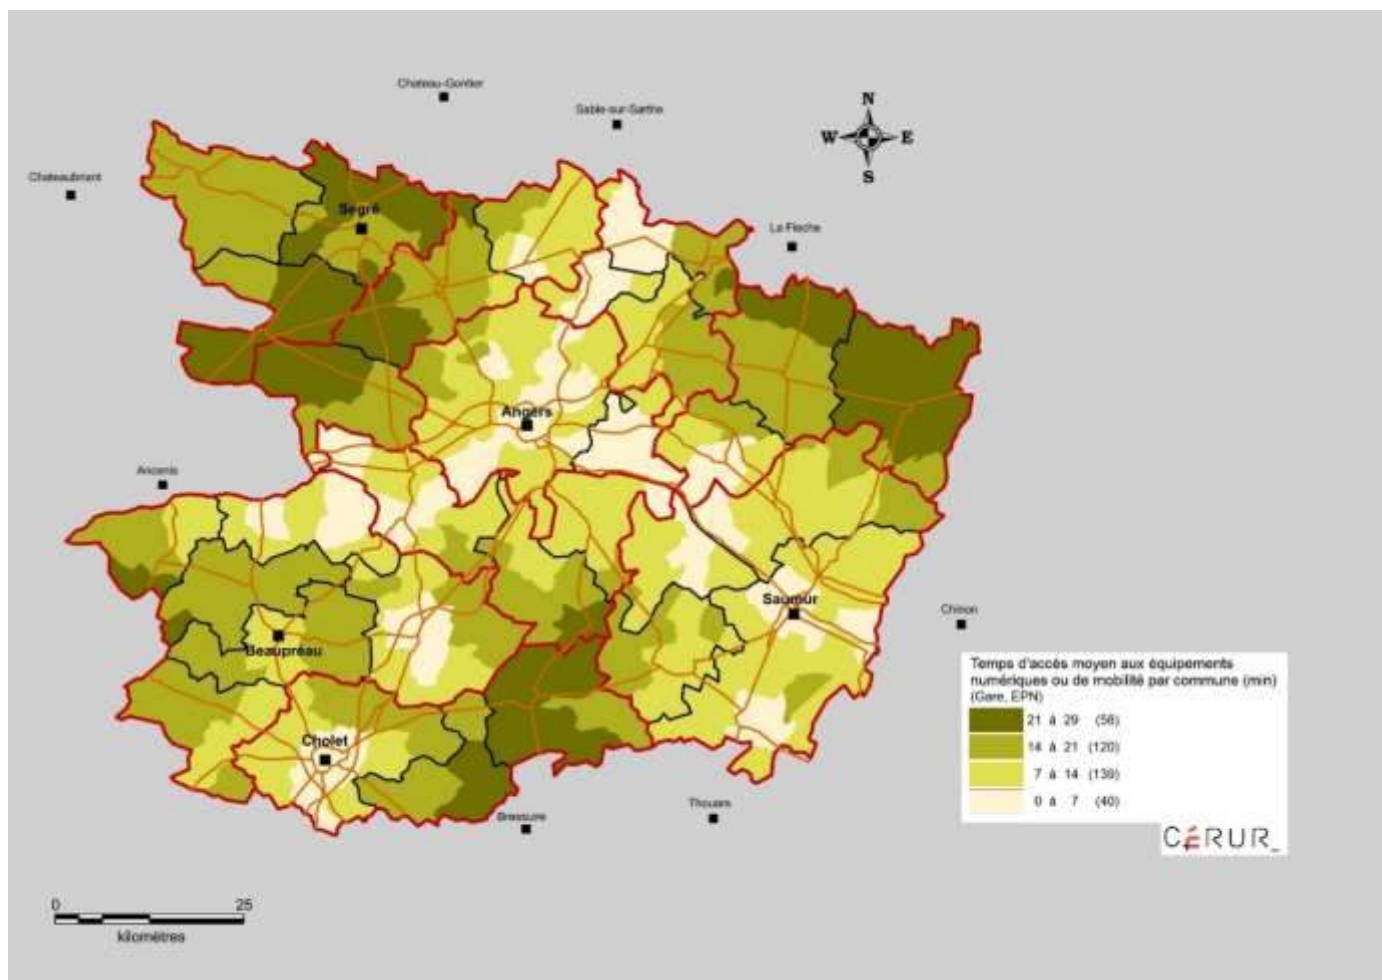 Chateau-Gontier
Sable-sur-Sarthe
N
W E
S
Chateaubriant
Segré
La Fleche
Angers
Ancenis
Saumur
Chinon
Beaupréau
Cholet
Thouars
Bressuire
Temps d'accès moyen aux équipements
numériques ou de mobilité par commune (min)
(Gare, EPN)
21 à 29 (58)
14 à 21 (120)
7 à 14 (139)
0 à 7 (40)
CÉRUR_
0 25
kilomètres